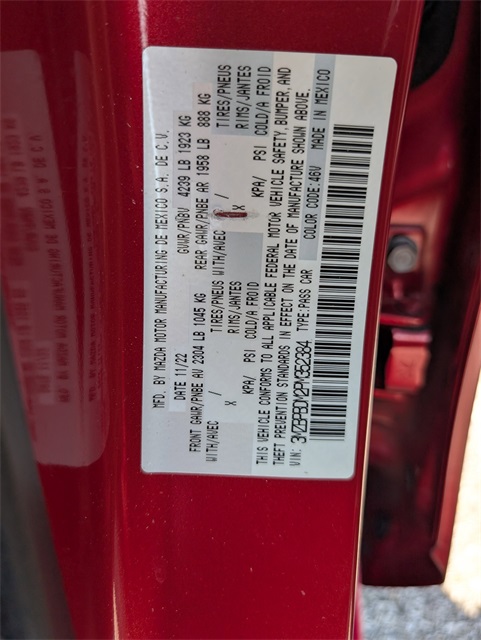 MFD. BY MAZDA MOTOR MANUFACTURING DE MEXICO S.A. DE C.V.
DATE 11/22 GVWR/PNBV 4239 LB 1923 KG
FRONT GAWR/PNBE AV 2304 LB 1045 KG REAR GAWR/PNBE AR 1958 LB 888 KG
WITH/AVEC/ TIRES/PNEUS WITH/AVEC/ TIRES/PNEUS
X RIMS/JANTES X RIMS/JANTES
KPA/ PSI COLD/A FROID KPA/ PSI COLD/A FROID
THIS VEHICLE CONFORMS TO ALL APPLICABLE FEDERAL MOTOR VEHICLE SAFETY, BUMPER, AND
THEFT PREVENTION STANDARDS IN EFFECT ON THE DATE OF MANUFACTURE SHOWN ABOVE.
VIN: 3MZBPBDM2PM352384 TYPE:PASS CAR COLOR CODE:46V MADE IN MEXICO